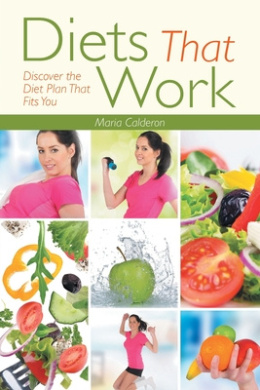 Diets That
Discover the
Diet Plan That
Fits You
Work
Maria Calderon